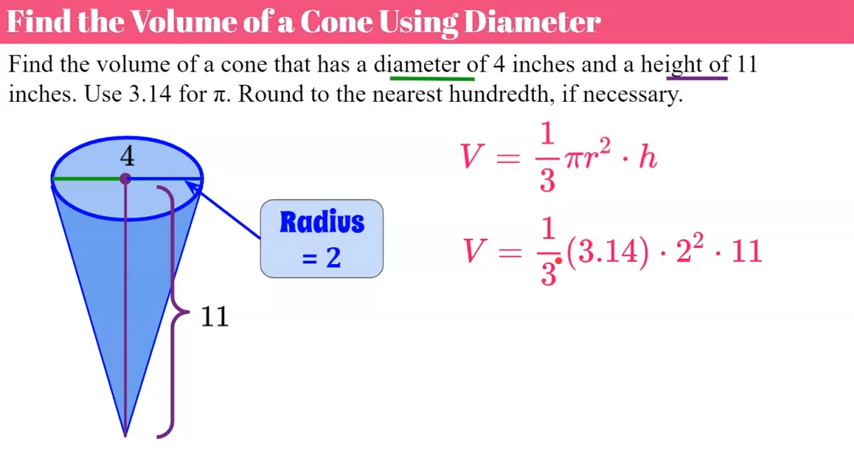 Find the Volume of a Cone Using Diameter
Find the volume of a cone that has a diameter of 4 inches and a height of 11
inches. Use 3.14 for π. Round to the nearest hundredth, if necessary.
4
Radius
= 2
11
V = 1/3 πr² · h
V = 1/3 (3.14) · 2² · 11